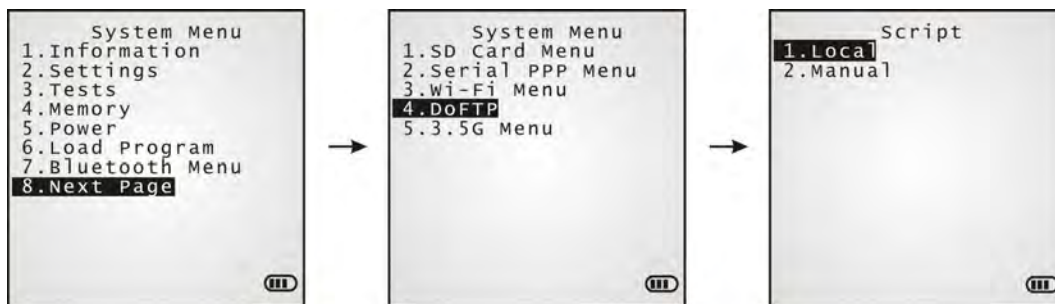 System Menu
1.Information
2.Settings
3.Tests
4.Memory
5.Power
6.Load Program
7.Bluetooth Menu
8.Next Page
System Menu
1.SD Card Menu
2.Serial PPP Menu
3.Wi-Fi Menu
4.DoFTP
5.3.5G Menu
Script
1.Local
2.Manual